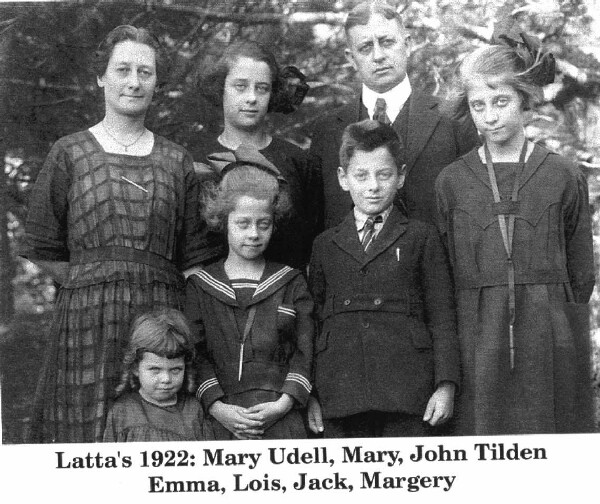 Latta's 1922: Mary Udell, Mary, John Tilden
Emma, Lois, Jack, Margery